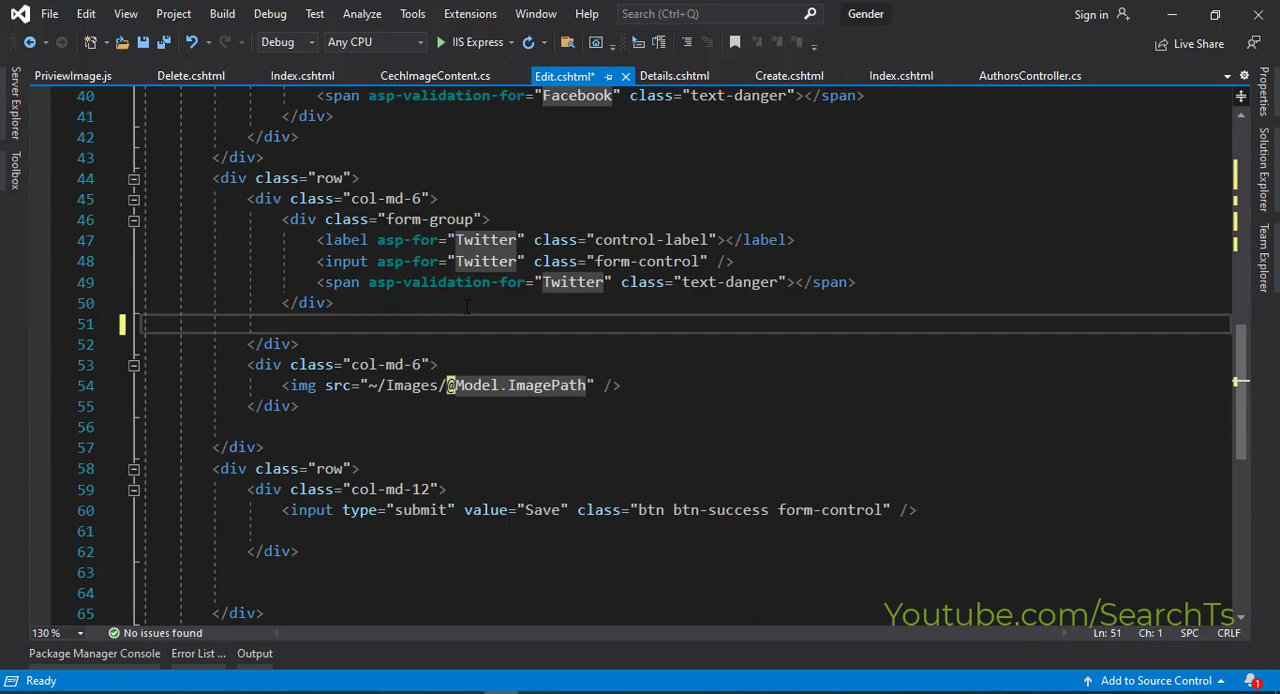 File Edit View Project Build Debug Test Analyze Tools Extensions Window Help Search (Ctrl+Q) Gender Sign in
Debug Any CPU IIS Express Live Share
PriviewImage.js Delete.cshtml Index.cshtml CechImageContent.cs Edit.cshtml* Details.cshtml Create.cshtml Index.cshtml AuthorsController.cs
Server Explorer
Toolbox
Properties
Solution Explorer
Team Explorer
40 <span asp-validation-for="Facebook" class="text-danger"></span>
41 </div>
42 </div>
43 </div>
44 <div class="row">
45 <div class="col-md-6">
46 <div class="form-group">
47 <label asp-for="Twitter" class="control-label"></label>
48 <input asp-for="Twitter" class="form-control" />
49 <span asp-validation-for="Twitter" class="text-danger"></span>
50 </div>
51
52 </div>
53 <div class="col-md-6">
54 <img src="~/Images/@Model.ImagePath" />
55 </div>
56
57 </div>
58 <div class="row">
59 <div class="col-md-12">
60 <input type="submit" value="Save" class="btn btn-success form-control" />
61
62 </div>
63
64
65 </div>
Youtube.com/SearchTs
130 % No issues found Ln: 51 Ch: 1 SPC CRLF
Package Manager Console Error List ... Output
Ready Add to Source Control 1